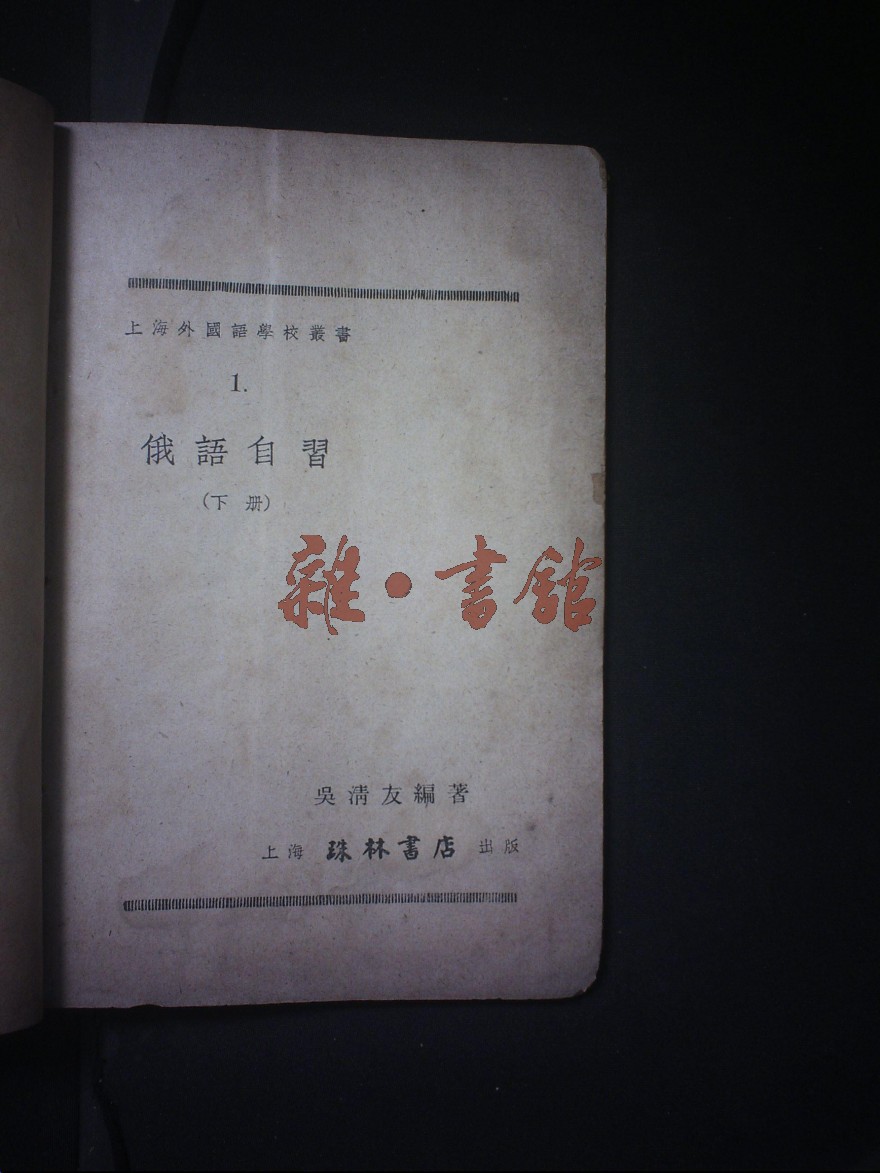 上海外國語學校叢書
1.
俄語自習
(下册)
雜·書館
吳清友編著
上海 珠林書店 出版